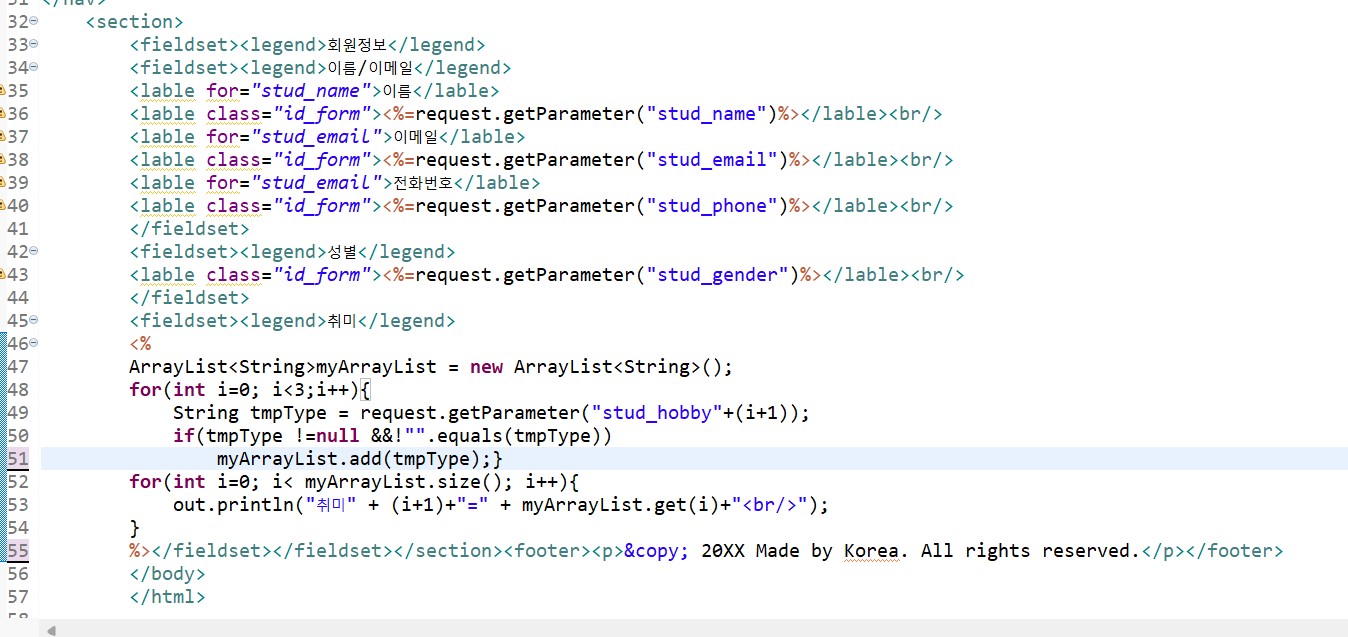 </nav>
32 <section>
33 <fieldset><legend>회원정보</legend>
34 <fieldset><legend>이름/이메일</legend>
35 <lable for="stud_name">이름</lable>
36 <lable class="id_form"><%=request.getParameter("stud_name")%></lable><br/>
37 <lable for="stud_email">이메일</lable>
38 <lable class="id_form"><%=request.getParameter("stud_email")%></lable><br/>
39 <lable for="stud_email">전화번호</lable>
40 <lable class="id_form"><%=request.getParameter("stud_phone")%></lable><br/>
41 </fieldset>
42 <fieldset><legend>성별</legend>
43 <lable class="id_form"><%=request.getParameter("stud_gender")%></lable><br/>
44 </fieldset>
45 <fieldset><legend>취미</legend>
46 <%
47 ArrayList<String>myArrayList = new ArrayList<String>();
48 for(int i=0; i<3;i++){
49 String tmpType = request.getParameter("stud_hobby"+(i+1));
50 if(tmpType !=null &&!"".equals(tmpType))
51 myArrayList.add(tmpType);}
52 for(int i=0; i< myArrayList.size(); i++){
53 out.println("취미" + (i+1)+"=" + myArrayList.get(i)+"<br/>");
54 }
55 %></fieldset></fieldset></section><footer><p>&copy; 20XX Made by Korea. All rights reserved.</p></footer>
56 </body>
57 </html>